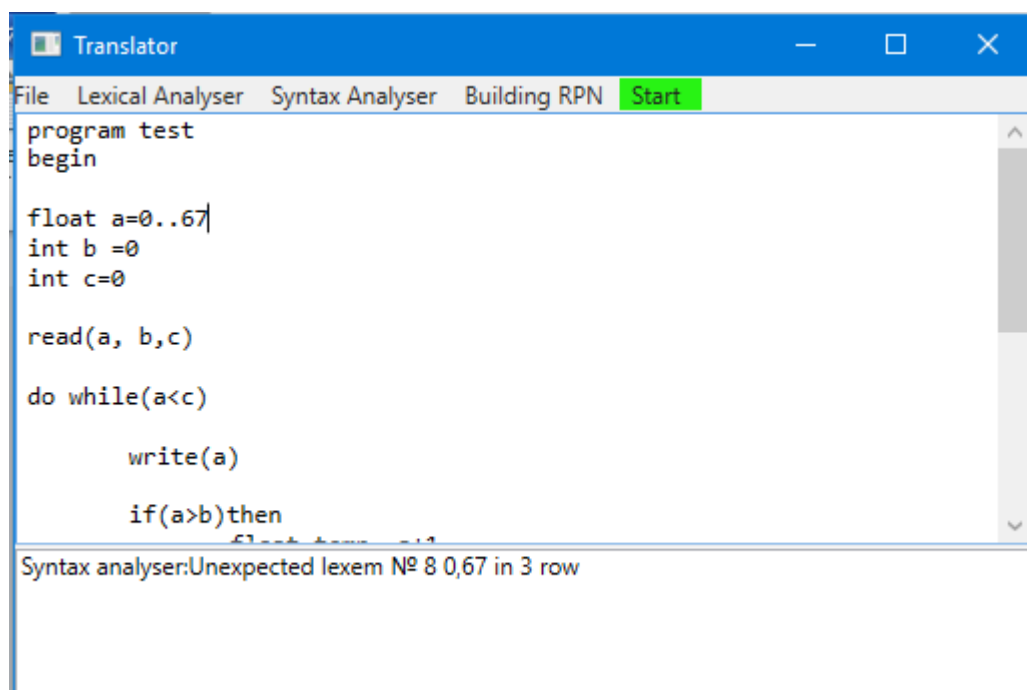 Translator
File Lexical Analyser Syntax Analyser Building RPN Start
program test
begin
float a=0..67
int b =0
int c=0
read(a, b,c)
do while(a<c)
write(a)
if(a>b)then
Syntax analyser:Unexpected lexem № 8 0,67 in 3 row